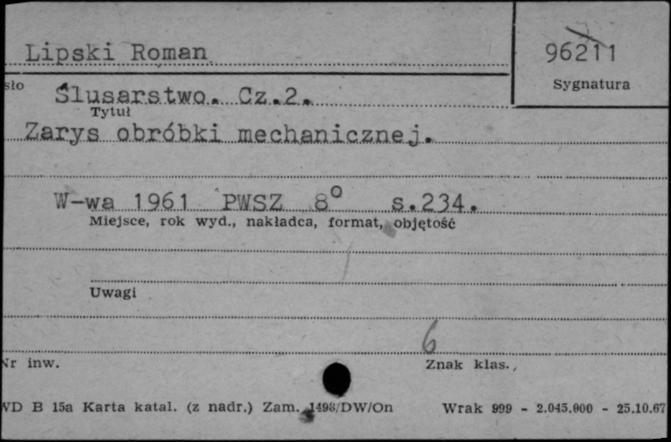 Lipski Roman
96211
Sygnatura
sło
Ślusarstwo. Cz.2.
Tytuł
Zarys obróbki mechanicznej.
W-wa 1961 PWSZ 8° s.234.
Miejsce, rok wyd., nakładca, format, objętość
Uwagi
6
Nr inw.
Znak klas.
WD B 15a Karta katal. (z nadr.) Zam. 1498/DW/On Wrak 999 - 2.045.000 - 25.10.67